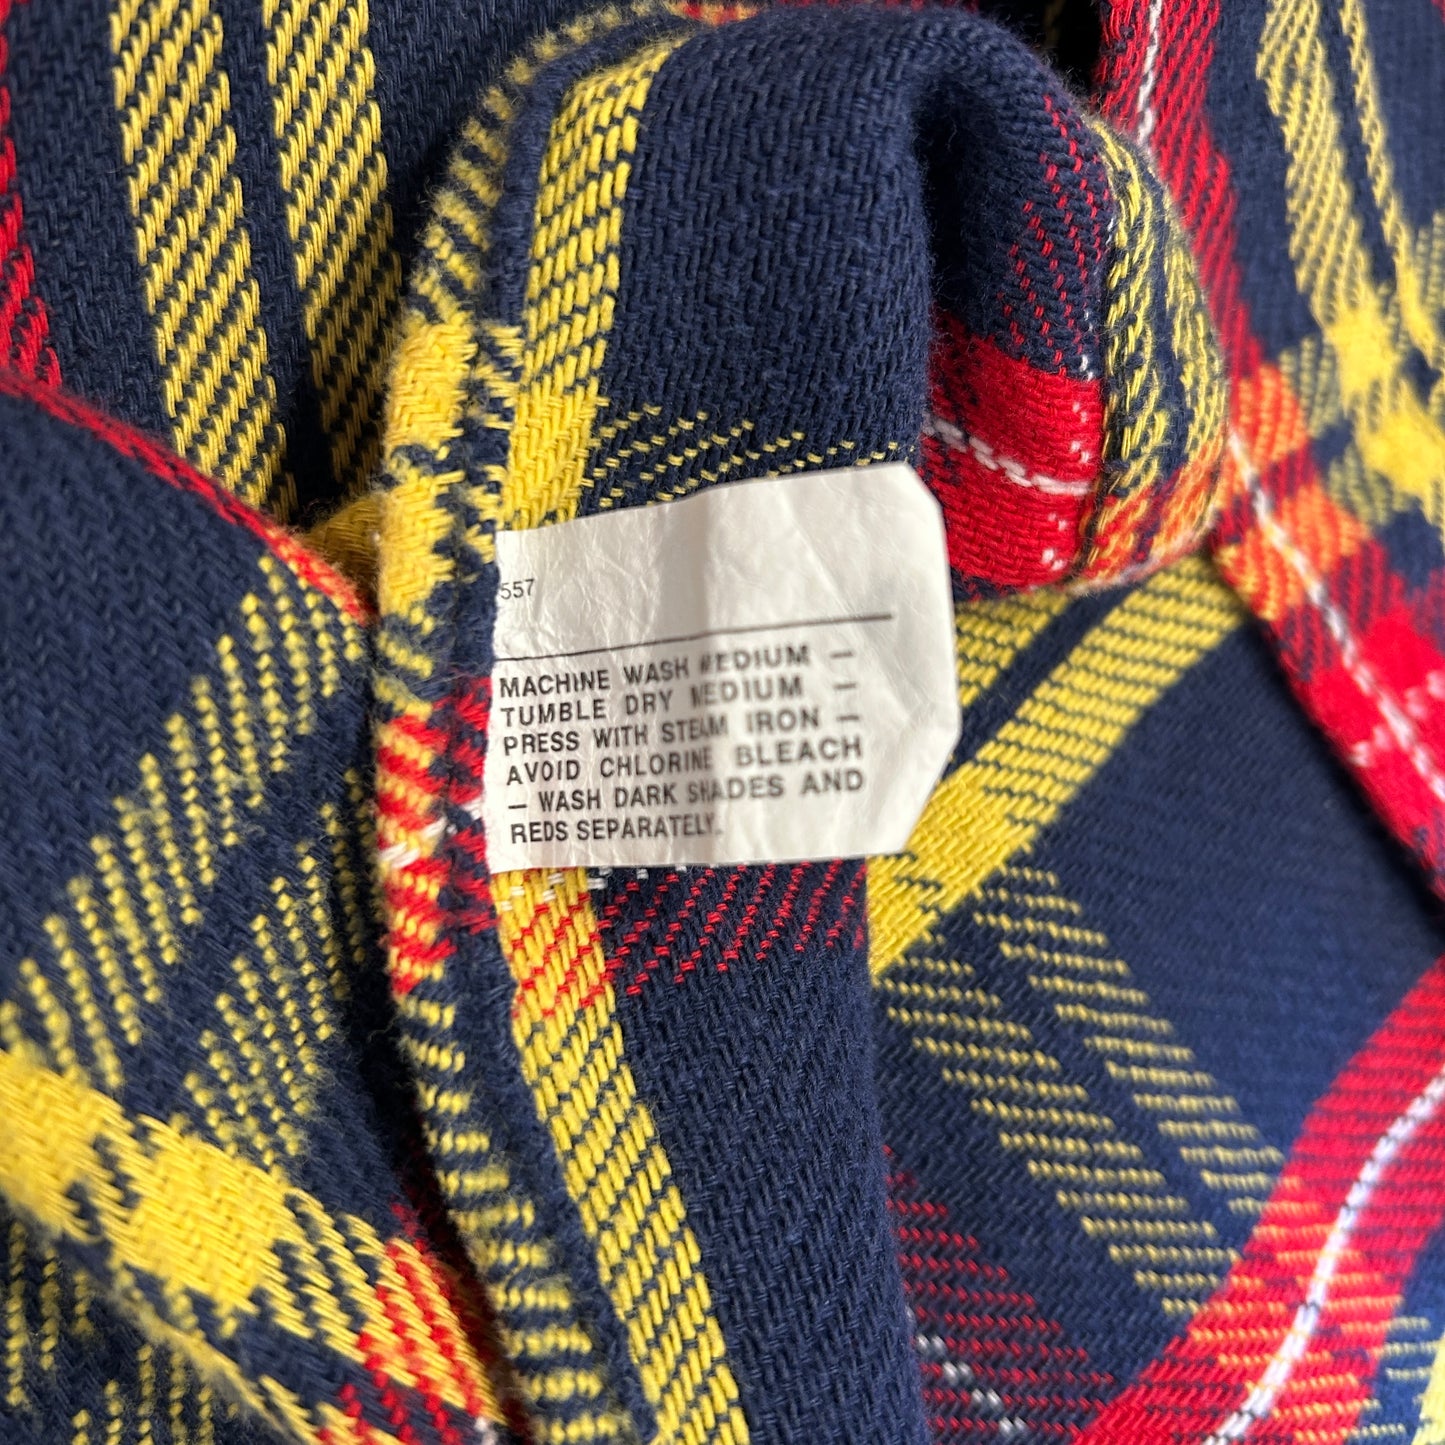 557
MACHINE WASH MEDIUM —
TUMBLE DRY MEDIUM —
PRESS WITH STEAM IRON —
AVOID CHLORINE BLEACH
— WASH DARK SHADES AND
REDS SEPARATELY.